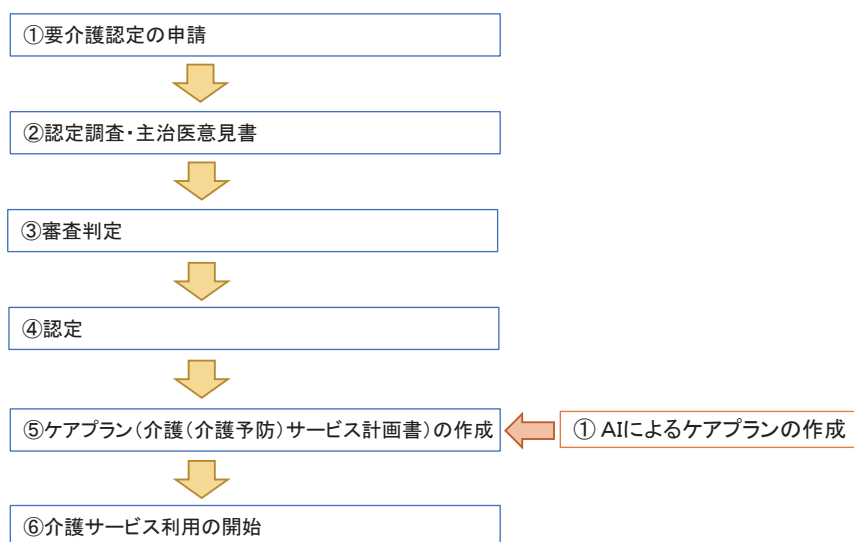 ①要介護認定の申請
②認定調査・主治医意見書
③審査判定
④認定
⑤ケアプラン(介護(介護予防)サービス計画書)の作成
① AIによるケアプランの作成
⑥介護サービス利用の開始